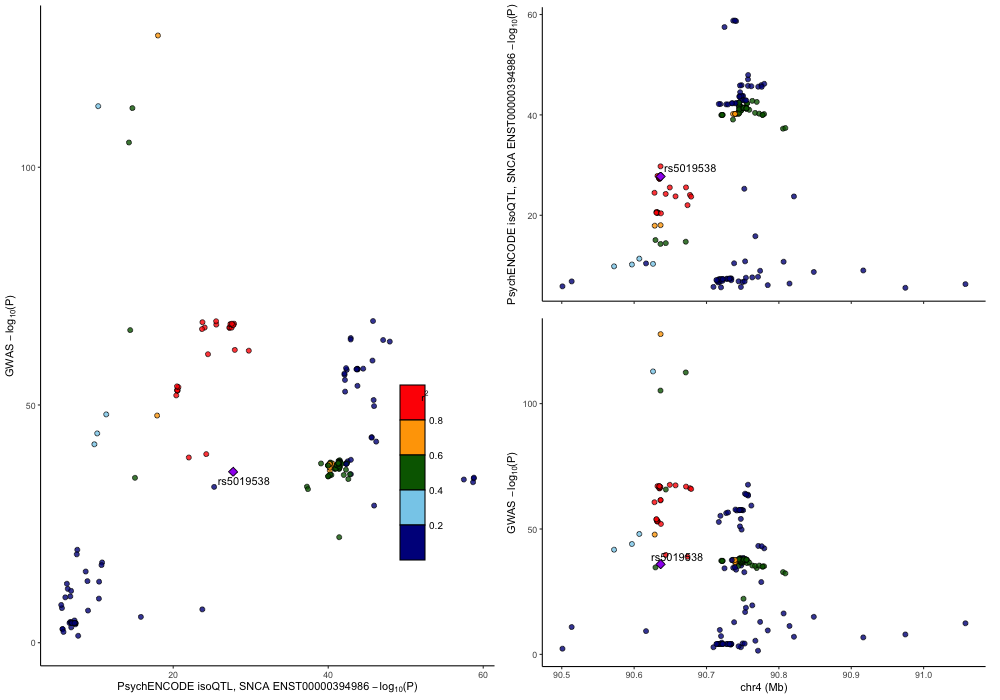 GWAS −log10(P)
100
50
0
20
40
PsychENCODE isoQTL, SNCA ENST00000394986 −log10(P)
rs5019538
r2
0.8
0.6
0.4
0.2
PsychENCODE isoQTL, SNCA ENST00000394986 −log10(P)
60
40
20
rs5019538
GWAS −log10(P)
100
50
0
rs5019538
90.5
90.6
90.7
90.8
90.9
91.0
chr4 (Mb)